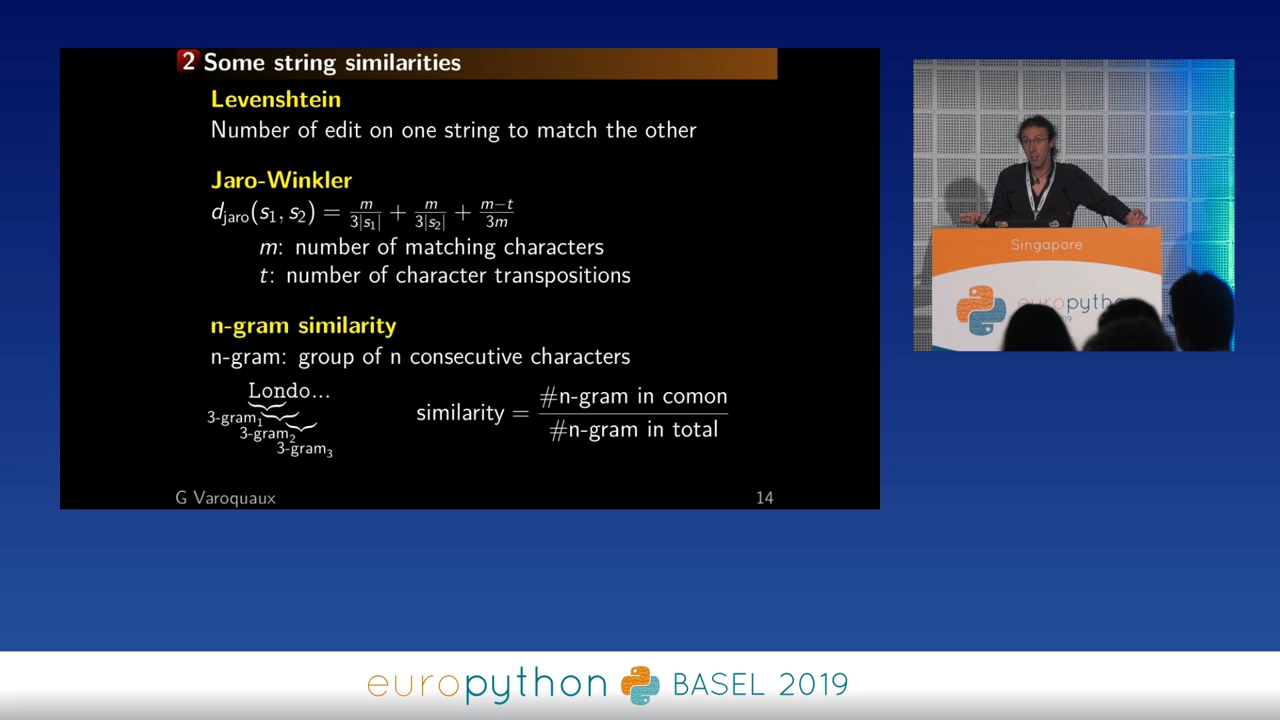 2 Some string similarities
Levenshtein
Number of edit on one string to match the other
Jaro-Winkler
d_jaro(s₁, s₂) = m/3|s₁| + m/3|s₂| + m−t/3m
m: number of matching characters
t: number of character transpositions
n-gram similarity
n-gram: group of n consecutive characters
Londo...
3-gram₁
3-gram₂
3-gram₃
similarity = #n-gram in comon / #n-gram in total
G Varoquaux 14
Singapore
europython
europython BASEL 2019